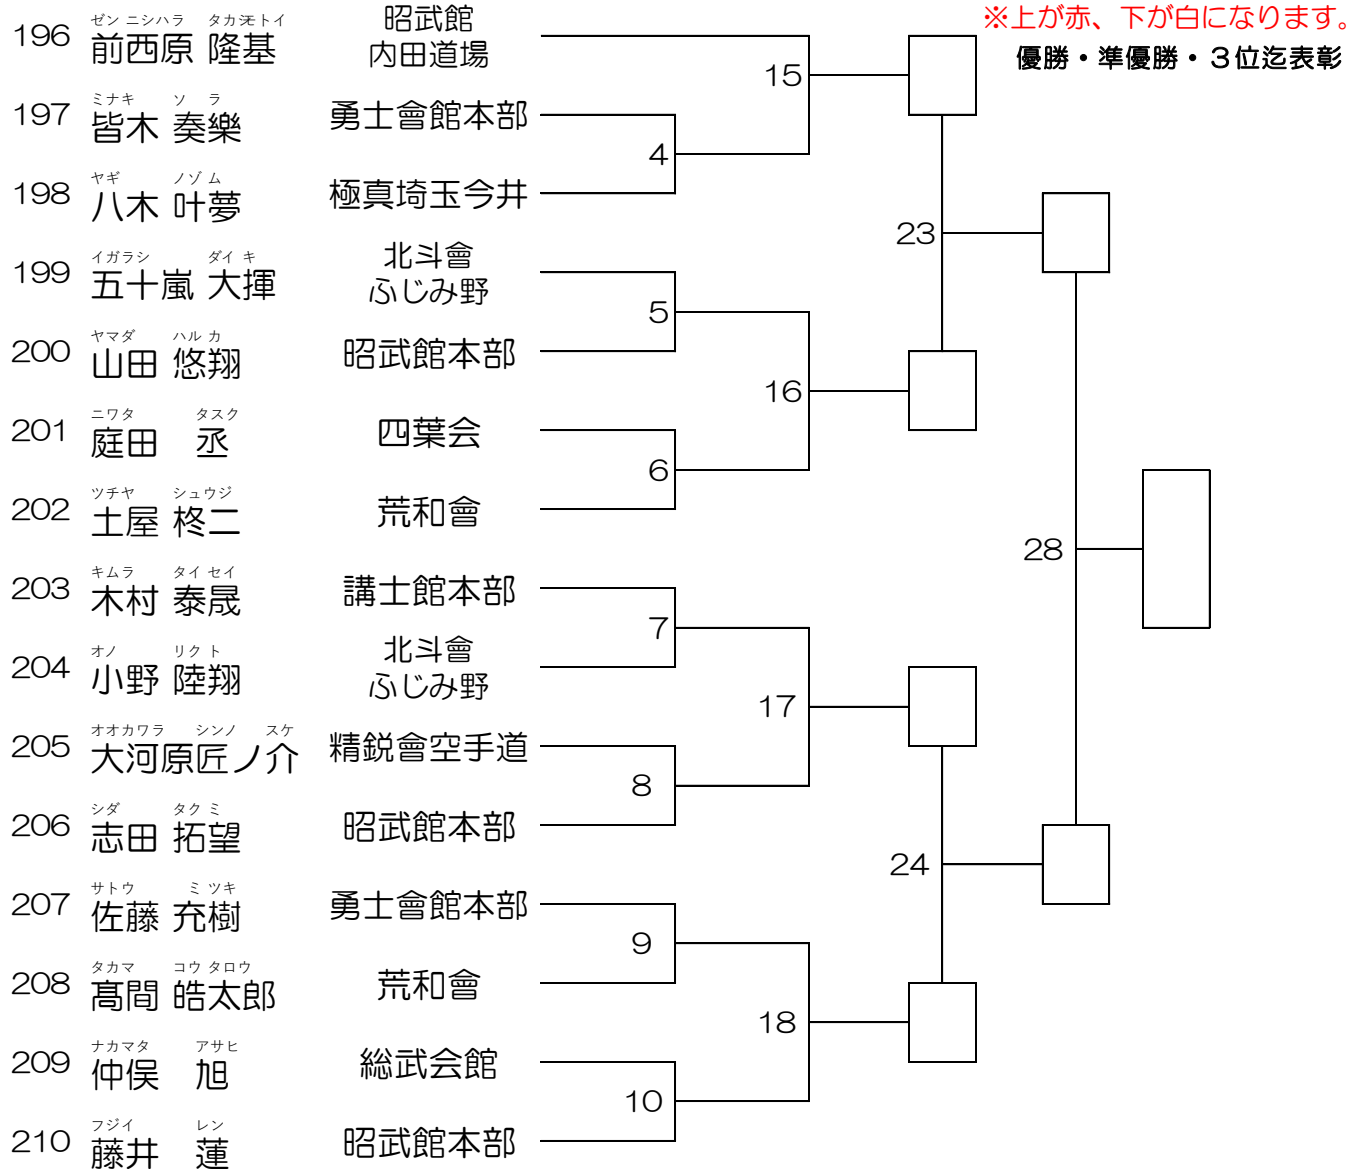 ※上が赤、下が白になります。
優勝・準優勝・３位迄表彰
ゼン ニシハラ
196 前西原 隆基 昭武館
内田道場
15
ミナキ ソ ラ
197 皆木 奏樂 勇士會館本部
4
ヤギ ノゾム
198 八木 叶夢 極真埼玉今井
23
イガラシ ダイ キ
199 五十嵐 大揮 北斗會
ふじみ野
5
ヤマダ ハル カ
200 山田 悠翔 昭武館本部
16
ニワタ タスク
201 庭田 丞 四葉会
6
ツチヤ シュウジ
202 土屋 柊二 荒和會
28
キムラ タイ セイ
203 木村 泰晟 講士館本部
7
オノ リク ト
204 小野 陸翔 北斗會
ふじみ野
17
オオカワラ シンノ スケ
205 大河原匠ノ介 精鋭會空手道
8
シダ タク ミ
206 志田 拓望 昭武館本部
24
サトウ ミ ツキ
207 佐藤 充樹 勇士會館本部
9
タカマ コウ タロウ
208 髙間 皓太郎 荒和會
18
ナカマタ アサヒ
209 仲俣 旭 総武会館
10
フジイ レン
210 藤井 蓮 昭武館本部